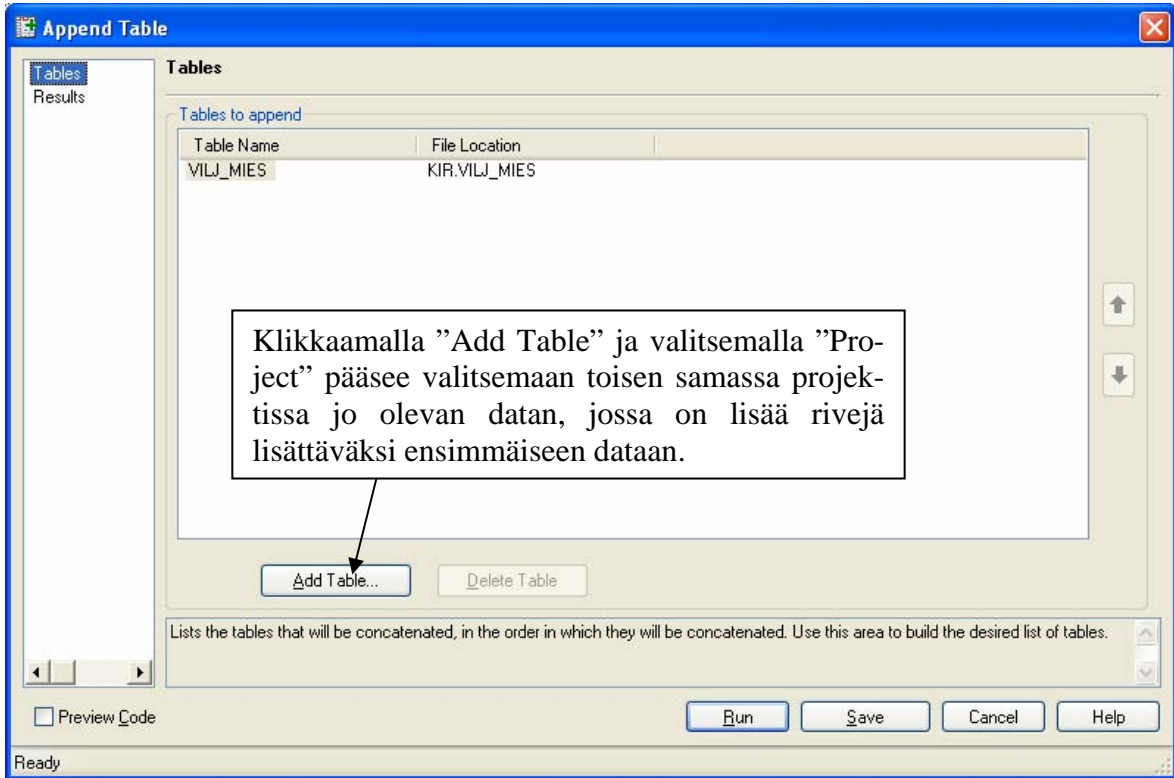 Append Table
Tables
Results
Tables
Tables to append
Table Name File Location
VILJ_MIES KIR.VILJ_MIES
Klikkaamalla ”Add Table” ja valitsemalla ”Pro-
ject” pääsee valitsemaan toisen samassa projek-
tissa jo olevan datan, jossa on lisää rivejä
lisättäväksi ensimmäiseen dataan.
Add Table... Delete Table
Lists the tables that will be concatenated, in the order in which they will be concatenated. Use this area to build the desired list of tables.
Preview Code Run Save Cancel Help
Ready